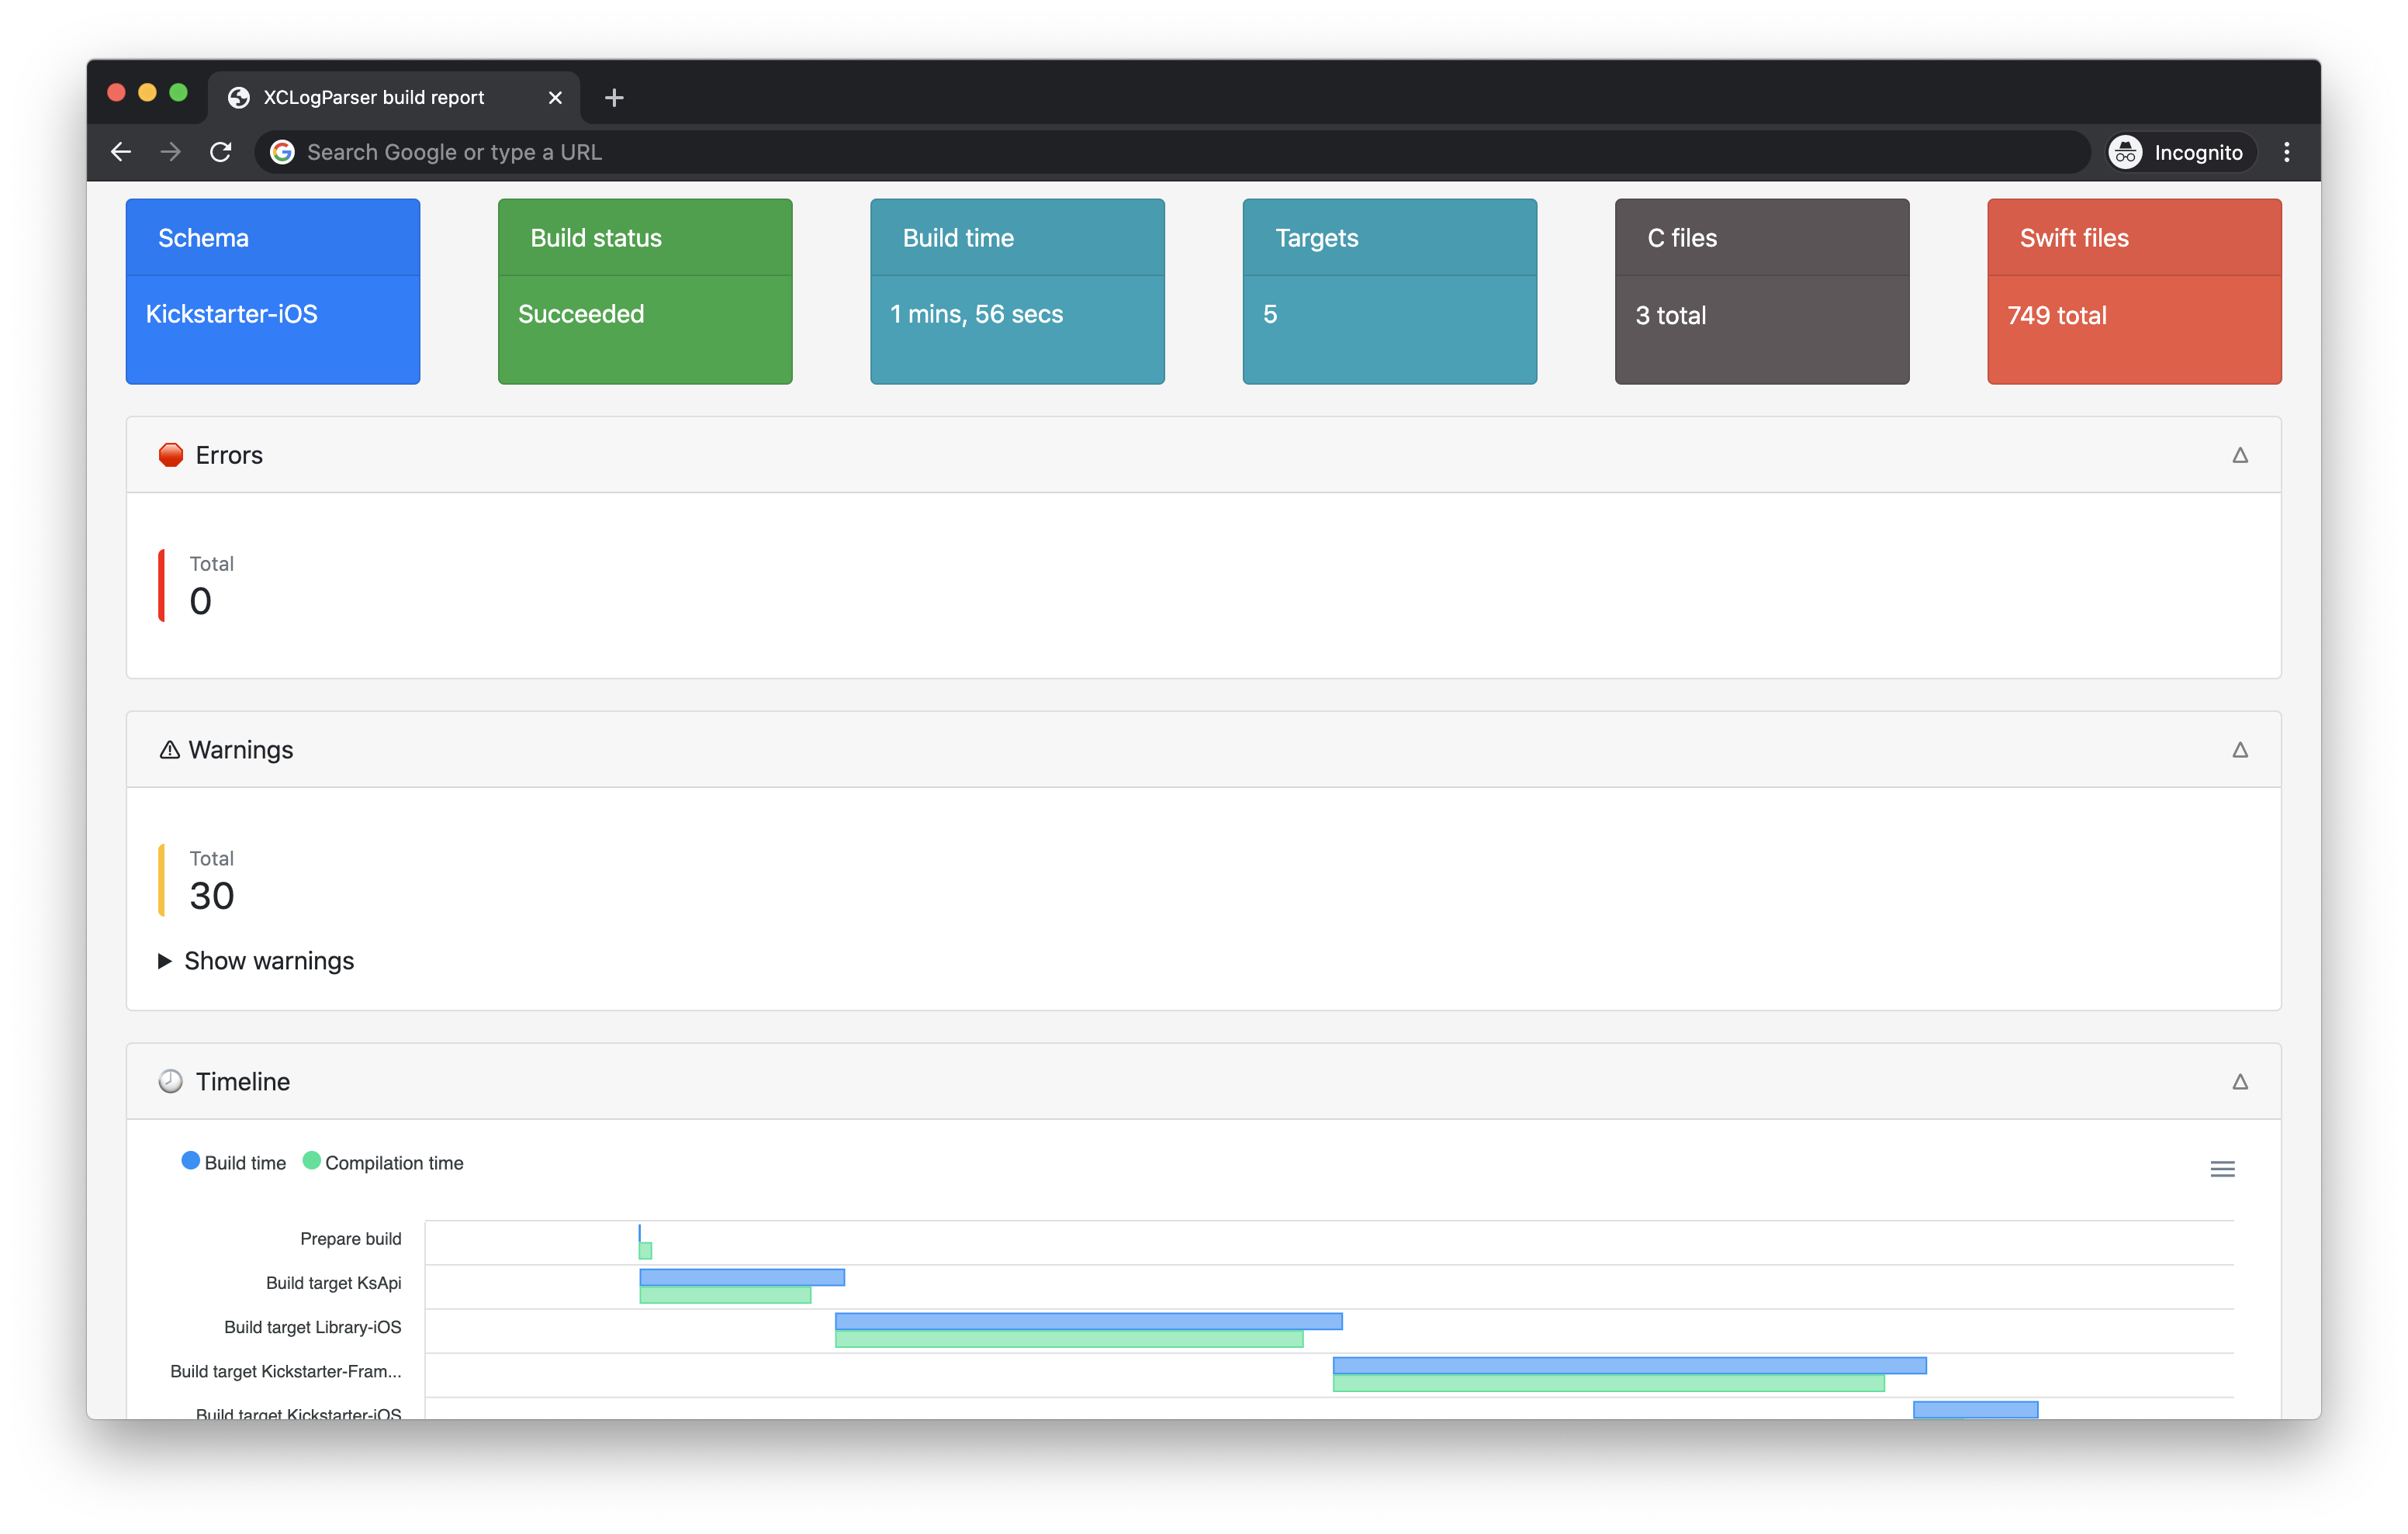 XCLogParser build report
Search Google or type a URL
Incognito
Schema
Kickstarter-iOS
Build status
Succeeded
Build time
1 mins, 56 secs
Targets
5
C files
3 total
Swift files
749 total
Errors
Total
0
Warnings
Total
30
Show warnings
Timeline
Build time
Compilation time
Prepare build
Build target KsApi
Build target Library-iOS
Build target Kickstarter-Fram...
Build target Kickstarter-iOS